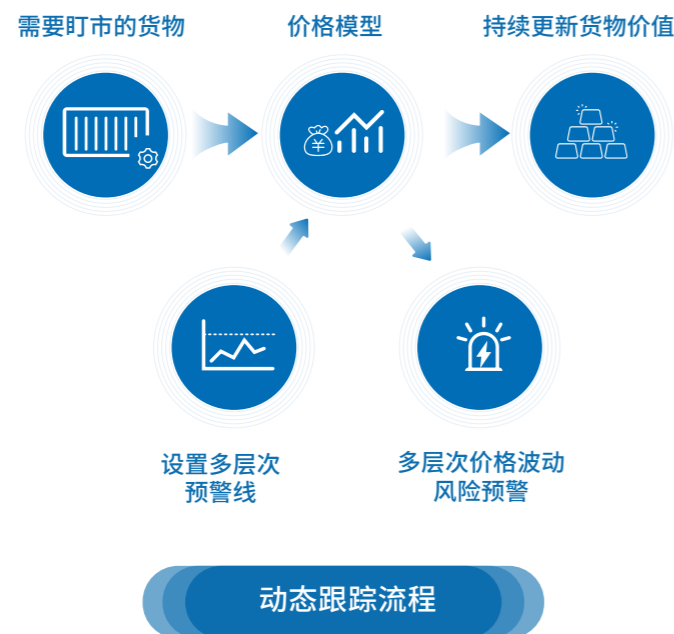 需要盯市的货物
价格模型
持续更新货物价值
¥
设置多层次
预警线
多层次价格波动
风险预警
动态跟踪流程